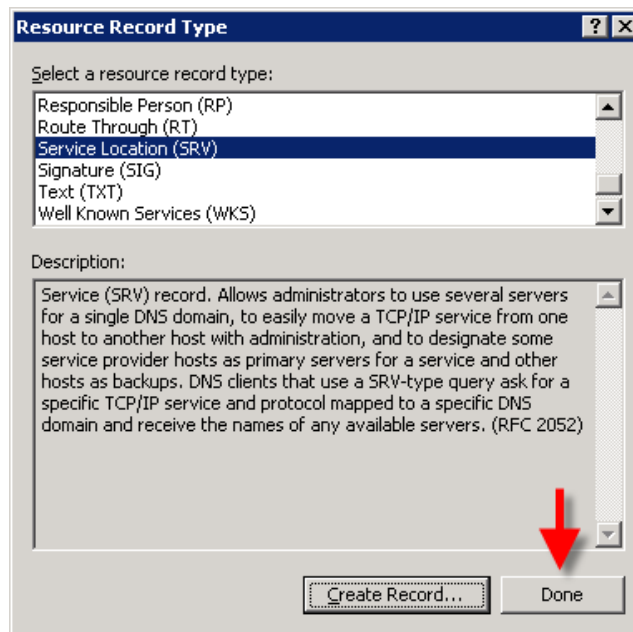 Resource Record Type
Select a resource record type:
Responsible Person (RP)
Route Through (RT)
Service Location (SRV)
Signature (SIG)
Text (TXT)
Well Known Services (WKS)
Description:
Service (SRV) record. Allows administrators to use several servers
for a single DNS domain, to easily move a TCP/IP service from one
host to another host with administration, and to designate some
service provider hosts as primary servers for a service and other
hosts as backups. DNS clients that use a SRV-type query ask for a
specific TCP/IP service and protocol mapped to a specific DNS
domain and receive the names of any available servers. (RFC 2052)
Create Record... Done